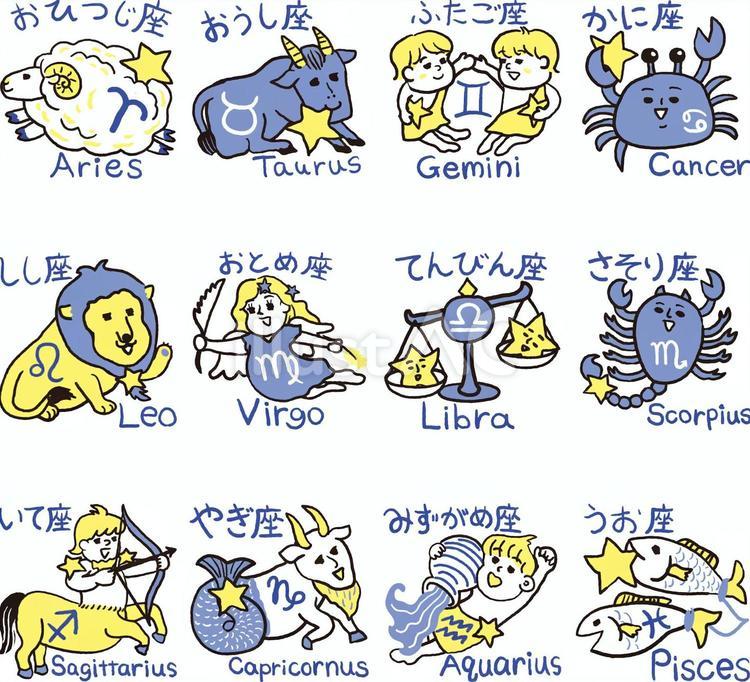 おひつじ座
おうし座
ふたご座
かに座
Aries
Taurus
Gemini
Cancer
しし座
おとめ座
てんびん座
さそり座
Leo
Virgo
Libra
Scorpius
いて座
やぎ座
みずがめ座
うお座
Sagittarius
Capricornus
Aquarius
Pisces